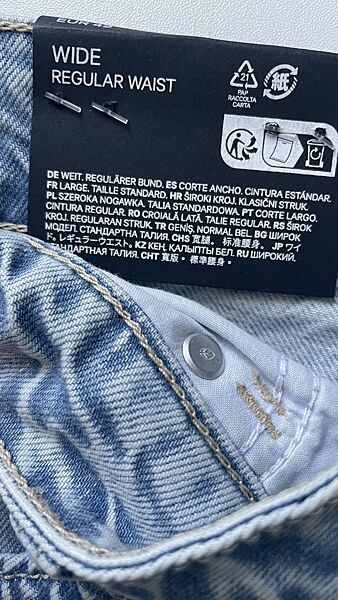 WIDE
REGULAR WAIST
21
PAP
RACCOLTA
CARTA
紙
DE WEIT. REGULÄRER BUND. ES CORTE ANCHO. CINTURA ESTÁNDAR.
FR LARGE. TAILLE STANDARD. HR ŠIROKI KROJ. KLASIČNI STRUK.
PL SZEROKA NOGAWKA. TALIA STANDARDOWA. PT CORTE LARGO.
CINTURA REGULAR. RO CROIALĂ LATĂ. TALIE REGULAR. RS ŠIROK
KROJ. REGULARAN STRUK. TR GENİŞ. NORMAL BEL. BG ШИРОК
МОДЕЛ. СТАНДАРТНА ТАЛИЯ. CHS 宽腿。 标准腰身。 JP ワイ
ド。レギュラーウエスト。 KZ КЕҢ. ҚАЛЫПТЫ БЕЛ. RU ШИРОКИЙ.
СТАНДАРТНАЯ ТАЛИЯ. CHT 寬版。 標準腰身。